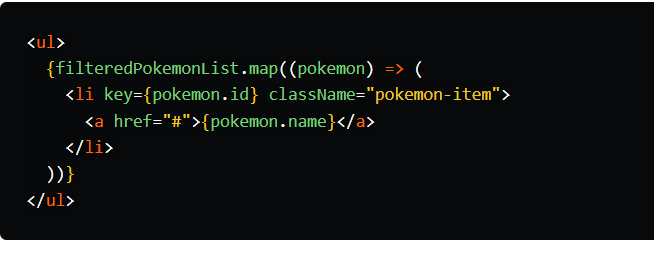 <ul>
  {filteredPokemonList.map((pokemon) => (
    <li key={pokemon.id} className="pokemon-item">
      <a href="#">{pokemon.name}</a>
    </li>
  ))}
</ul>